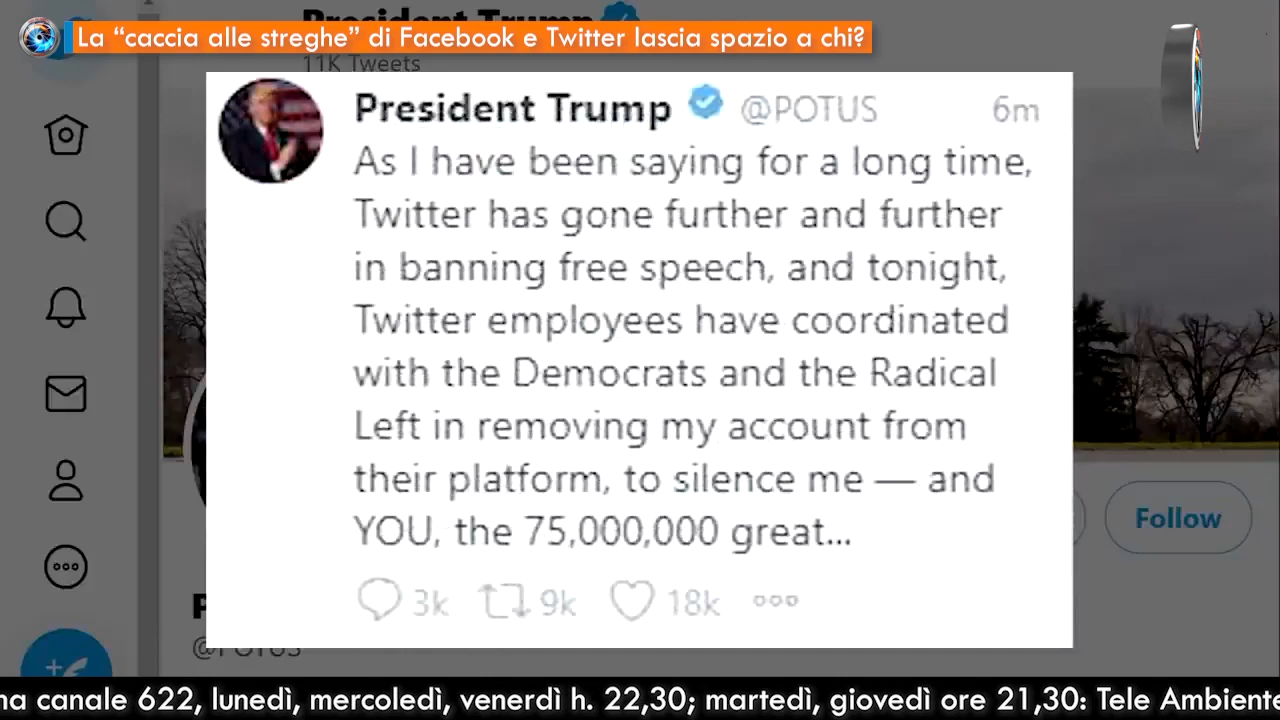 President Trump
La “caccia alle streghe” di Facebook e Twitter lascia spazio a chi?
11K Tweets
President Trump @POTUS 6m
As I have been saying for a long time,
Twitter has gone further and further
in banning free speech, and tonight,
Twitter employees have coordinated
with the Democrats and the Radical
Left in removing my account from
their platform, to silence me — and
YOU, the 75,000,000 great...
3k 9k 18k
Follow
@POTUS
na canale 622, lunedì, mercoledì, venerdì h. 22,30; martedì, giovedì ore 21,30: Tele Ambiente